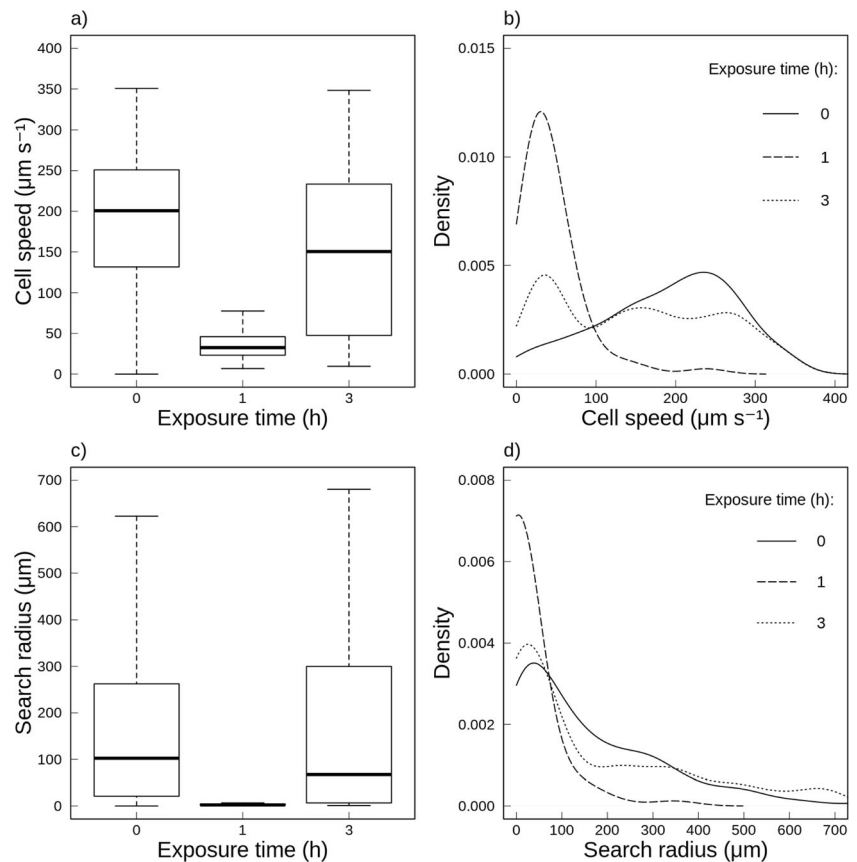 a)
400
350
300
250
200
150
100
50
0
Cell speed (μm s⁻¹)
0 1 3
Exposure time (h)
b)
0.015
0.010
0.005
0.000
Density
Exposure time (h):
0
1
3
0 100 200 300 400
Cell speed (μm s⁻¹)
c)
700
600
500
400
300
200
100
0
Search radius (μm)
0 1 3
Exposure time (h)
d)
0.008
0.006
0.004
0.002
0.000
Density
Exposure time (h):
0
1
3
0 100 200 300 400 500 600 700
Search radius (μm)